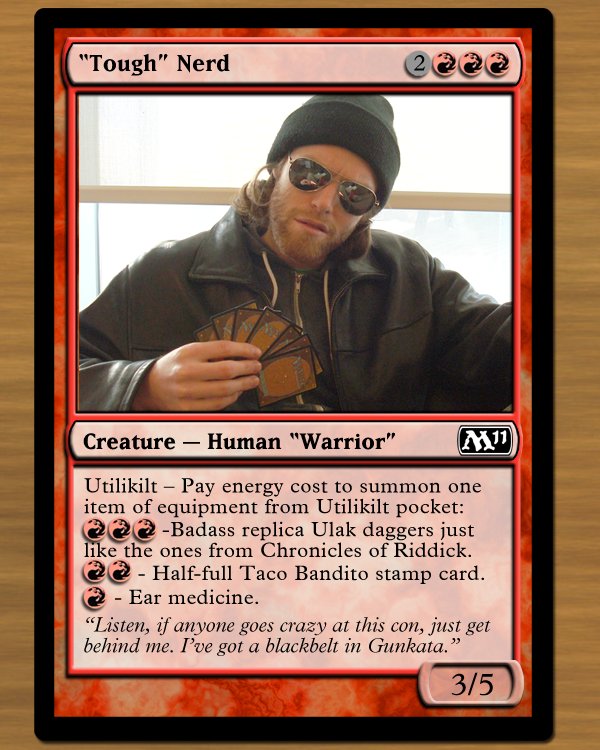 “Tough” Nerd 2
Creature — Human “Warrior” M11
Utilikilt – Pay energy cost to summon one
item of equipment from Utilikilt pocket:
-Badass replica Ulak daggers just
like the ones from Chronicles of Riddick.
- Half-full Taco Bandito stamp card.
- Ear medicine.
“Listen, if anyone goes crazy at this con, just get
behind me. I’ve got a blackbelt in Gunkata.”
3/5